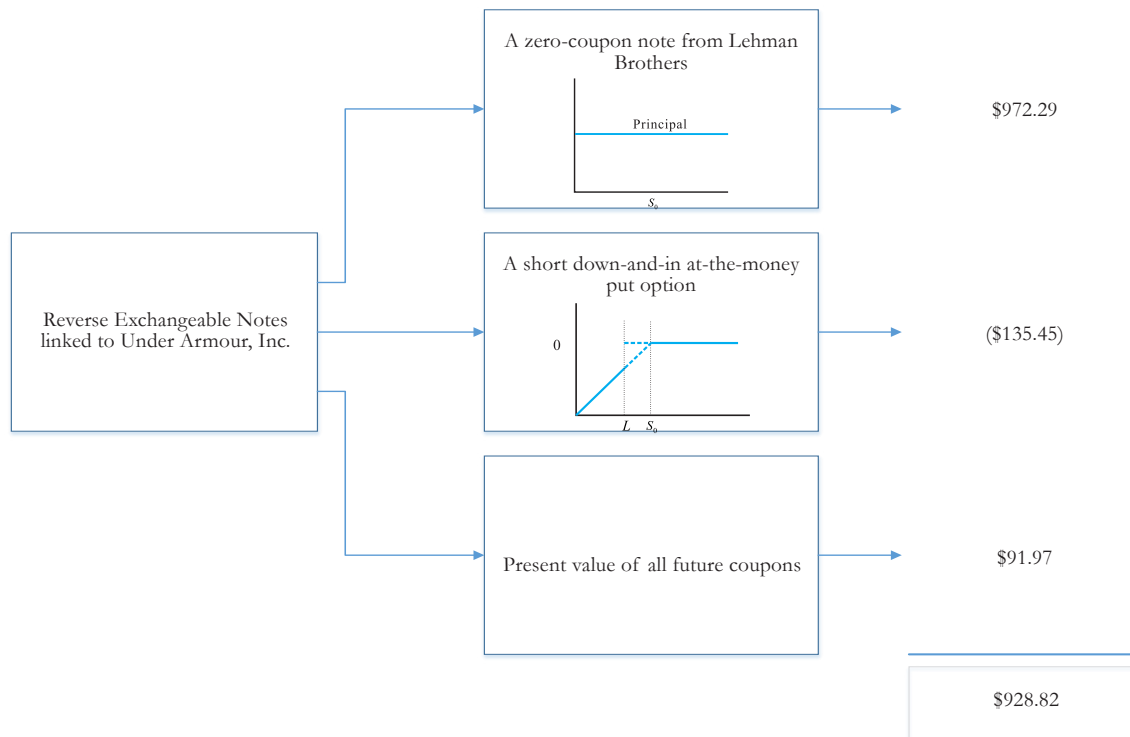 A zero-coupon note from Lehman
Brothers
Principal
S₀
$972.29
Reverse Exchangeable Notes
linked to Under Armour, Inc.
A short down-and-in at-the-money
put option
0
L S₀
($135.45)
Present value of all future coupons
$91.97
$928.82